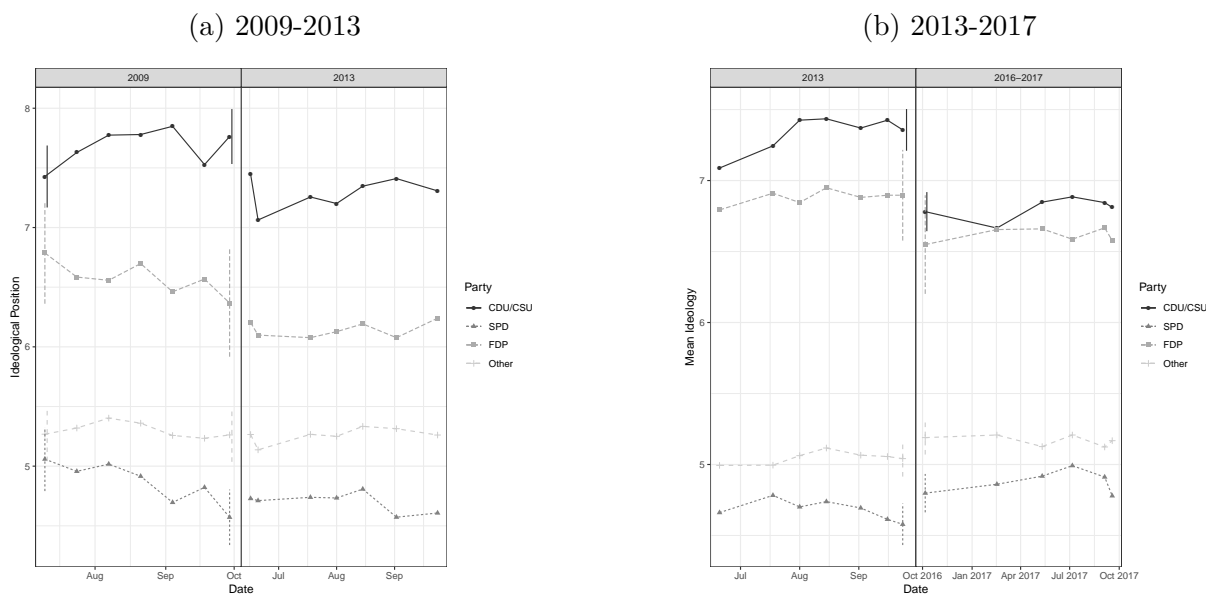 (a) 2009-2013
2009
2013
8
7
6
5
Ideological Position
Aug
Sep
Oct
Jul
Aug
Sep
Date
Party
CDU/CSU
SPD
FDP
Other
(b) 2013-2017
2013
2016–2017
7
6
5
Mean Ideology
Jul
Aug
Sep
Oct 2016
Jan 2017
Apr 2017
Jul 2017
Oct 2017
Date
Party
CDU/CSU
SPD
FDP
Other